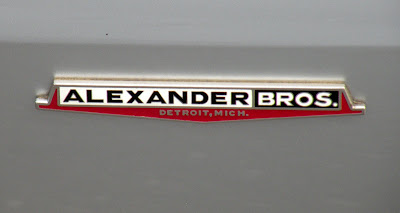 ALEXANDER BROS.
DETROIT, MICH.